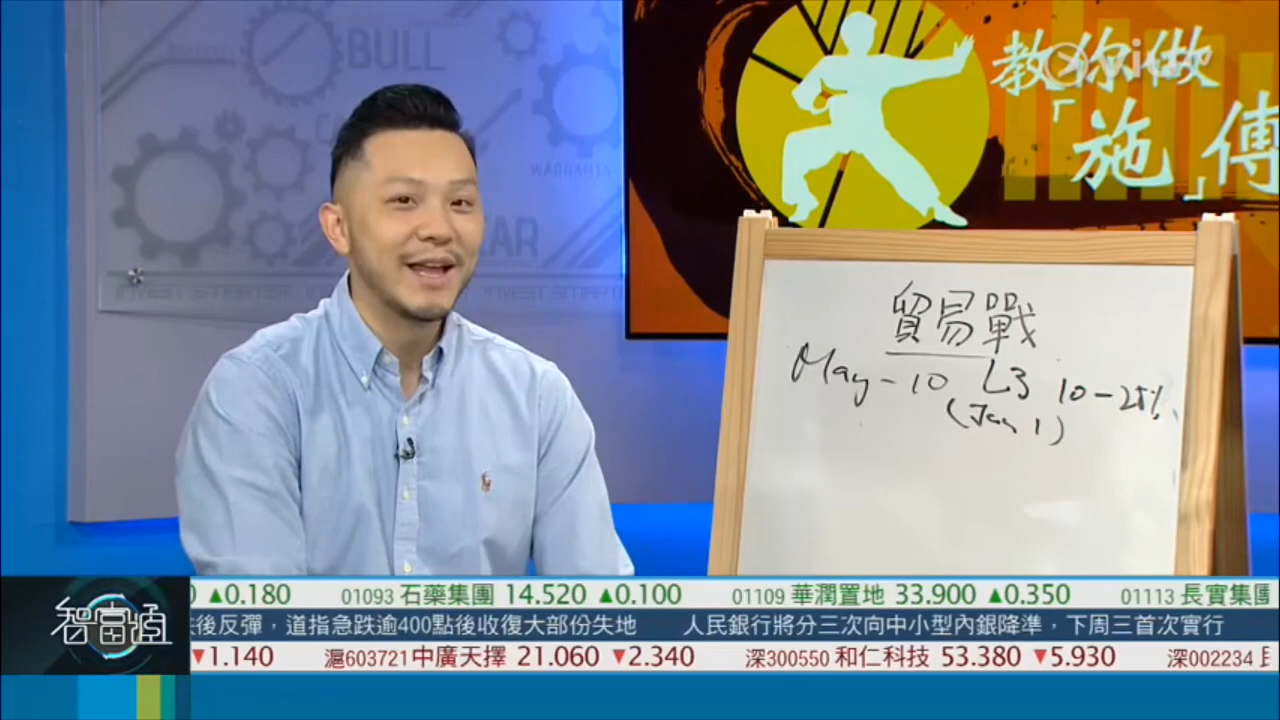 BULL
WARRANTS
教你做
「施」傳
貿易戰
May-10 L3 10-25%
(Jan 1)
▲0.180 01093 石藥集團 14.520 ▲0.100 01109 華潤置地 33.900 ▲0.350 01113 長實集團
智富通
後反彈，道指急跌逾400點後收復大部份失地 人民銀行將分三次向中小型內銀降準，下周三首次實行
▼1.140 滬603721 中廣天擇 21.060 ▼2.340 深300550 和仁科技 53.380 ▼5.930 深002234